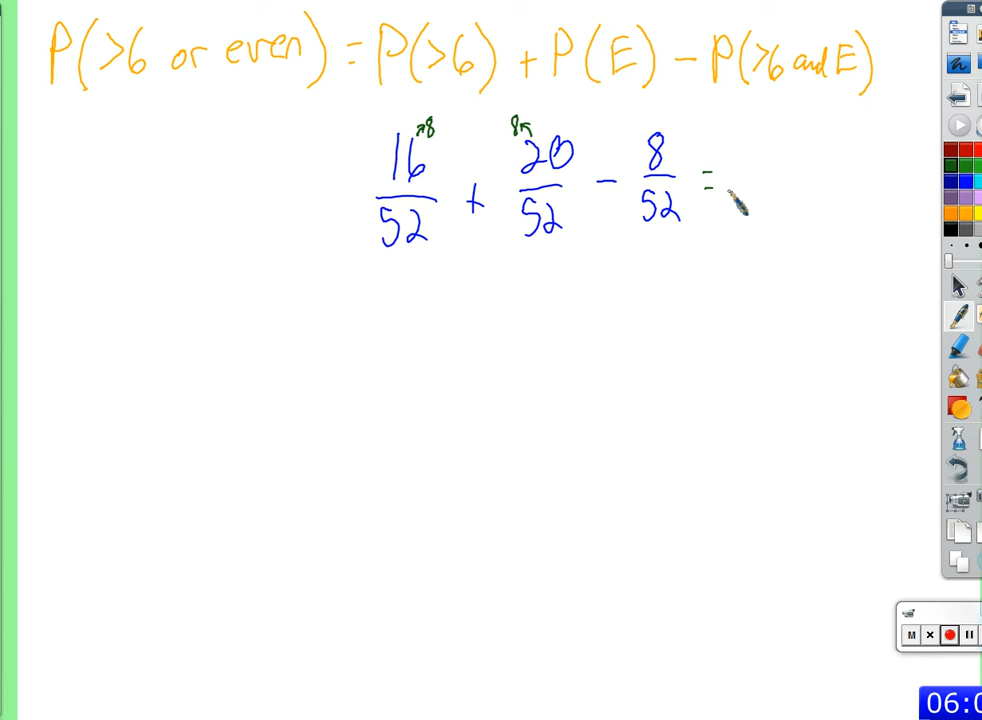 P(>6 or even) = P(>6) + P(E) - P(>6 and E)
→8 8←
16/52 + 20/52 - 8/52 =
M × 
06:0